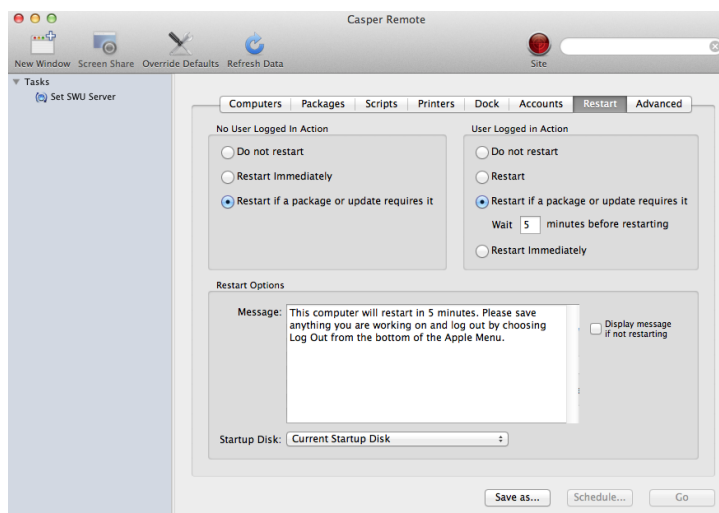 Casper Remote
New Window Screen Share Override Defaults Refresh Data Site
Tasks
Set SWU Server
Computers Packages Scripts Printers Dock Accounts Restart Advanced
No User Logged In Action
Do not restart
Restart Immediately
Restart if a package or update requires it
User Logged in Action
Do not restart
Restart
Restart if a package or update requires it
Wait 5 minutes before restarting
Restart Immediately
Restart Options
Message: This computer will restart in 5 minutes. Please save
anything you are working on and log out by choosing
Log Out from the bottom of the Apple Menu.
Display message
if not restarting
Startup Disk: Current Startup Disk
Save as... Schedule... Go